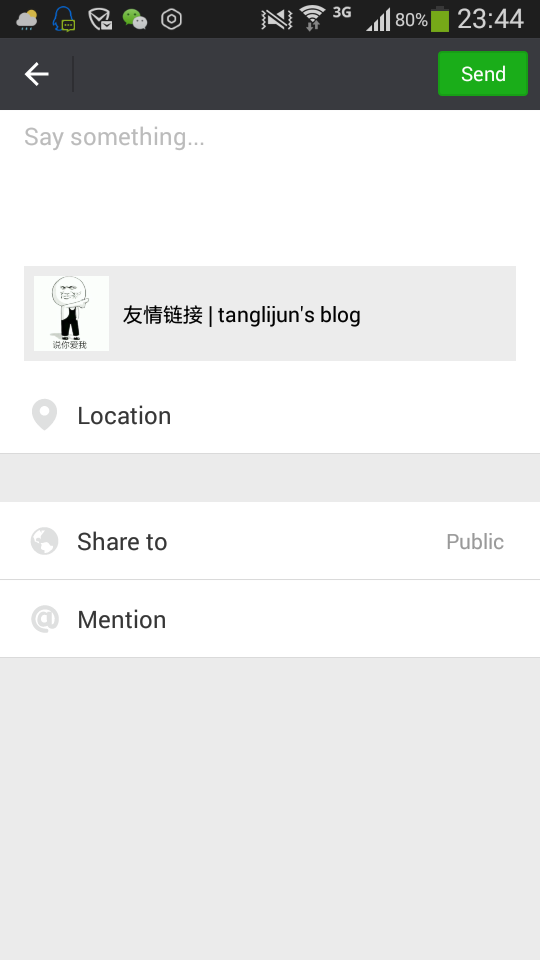 3G 80% 23:44
Send
Say something...
说你爱我
友情链接 | tanglijun's blog
Location
Share to Public
Mention